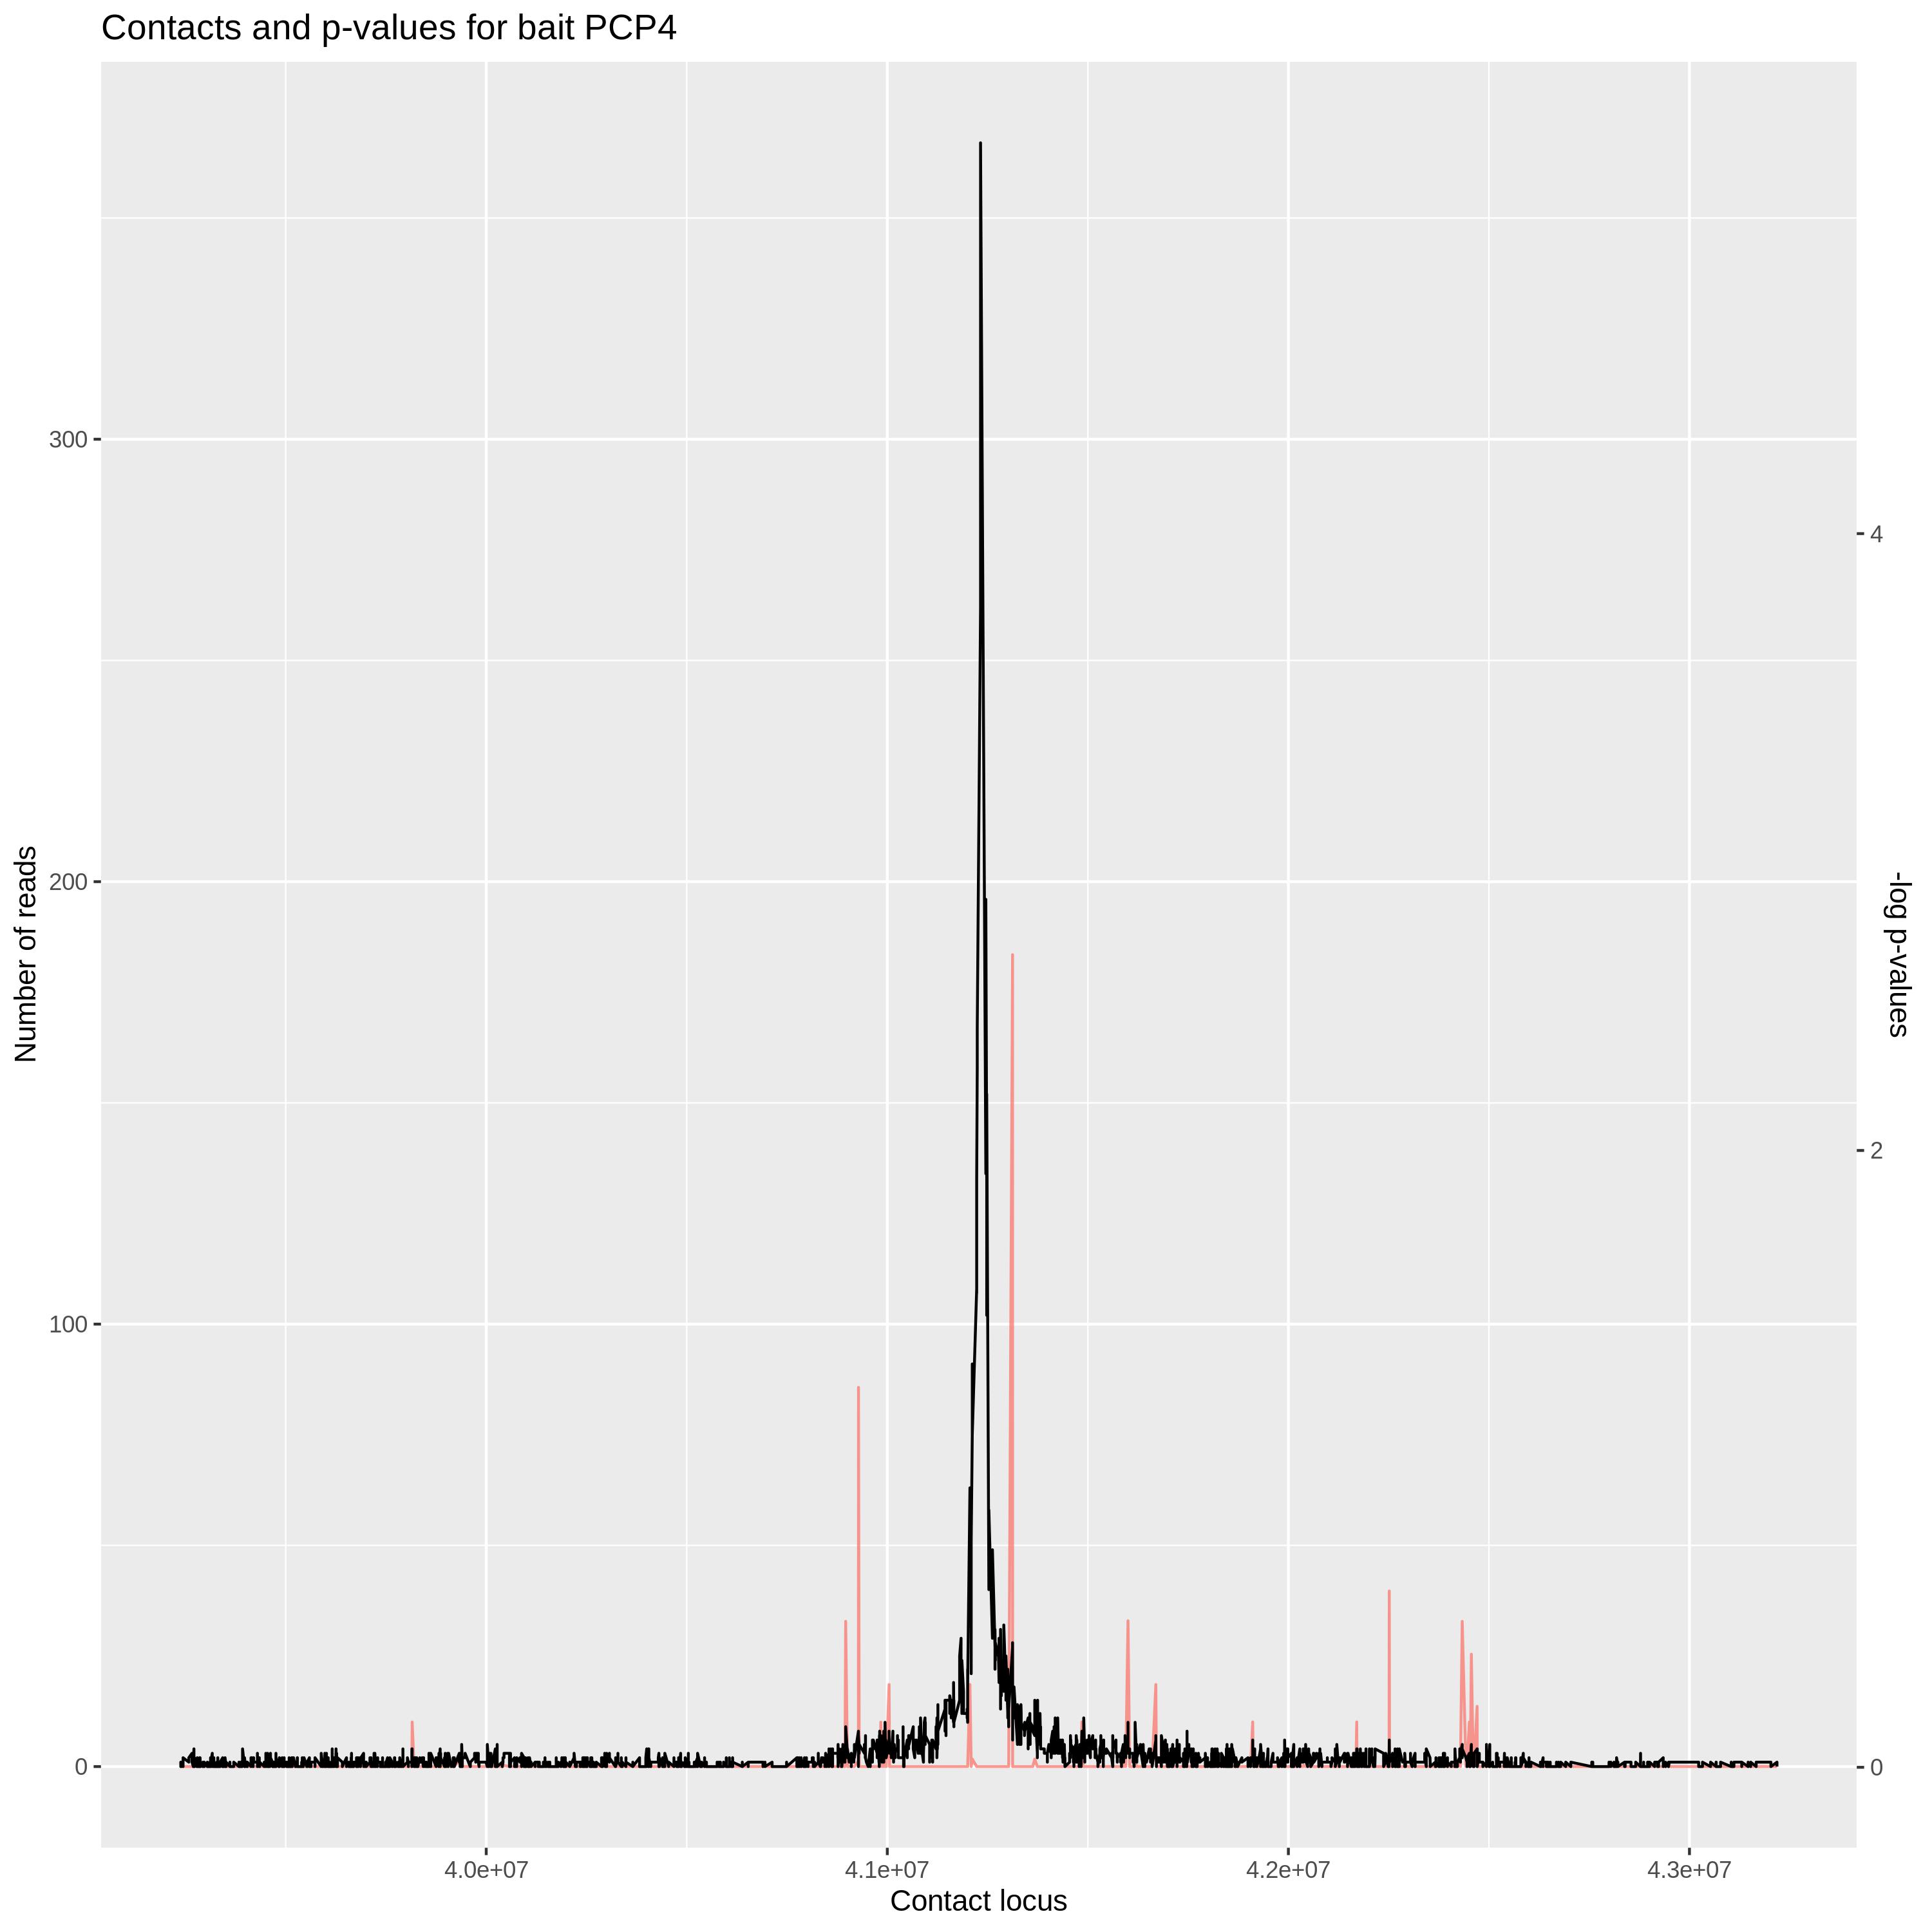 Contacts and p-values for bait PCP4
300
200
100
0
Number of reads
4
2
0
-log p-values
4.0e+07
4.1e+07
4.2e+07
4.3e+07
Contact locus